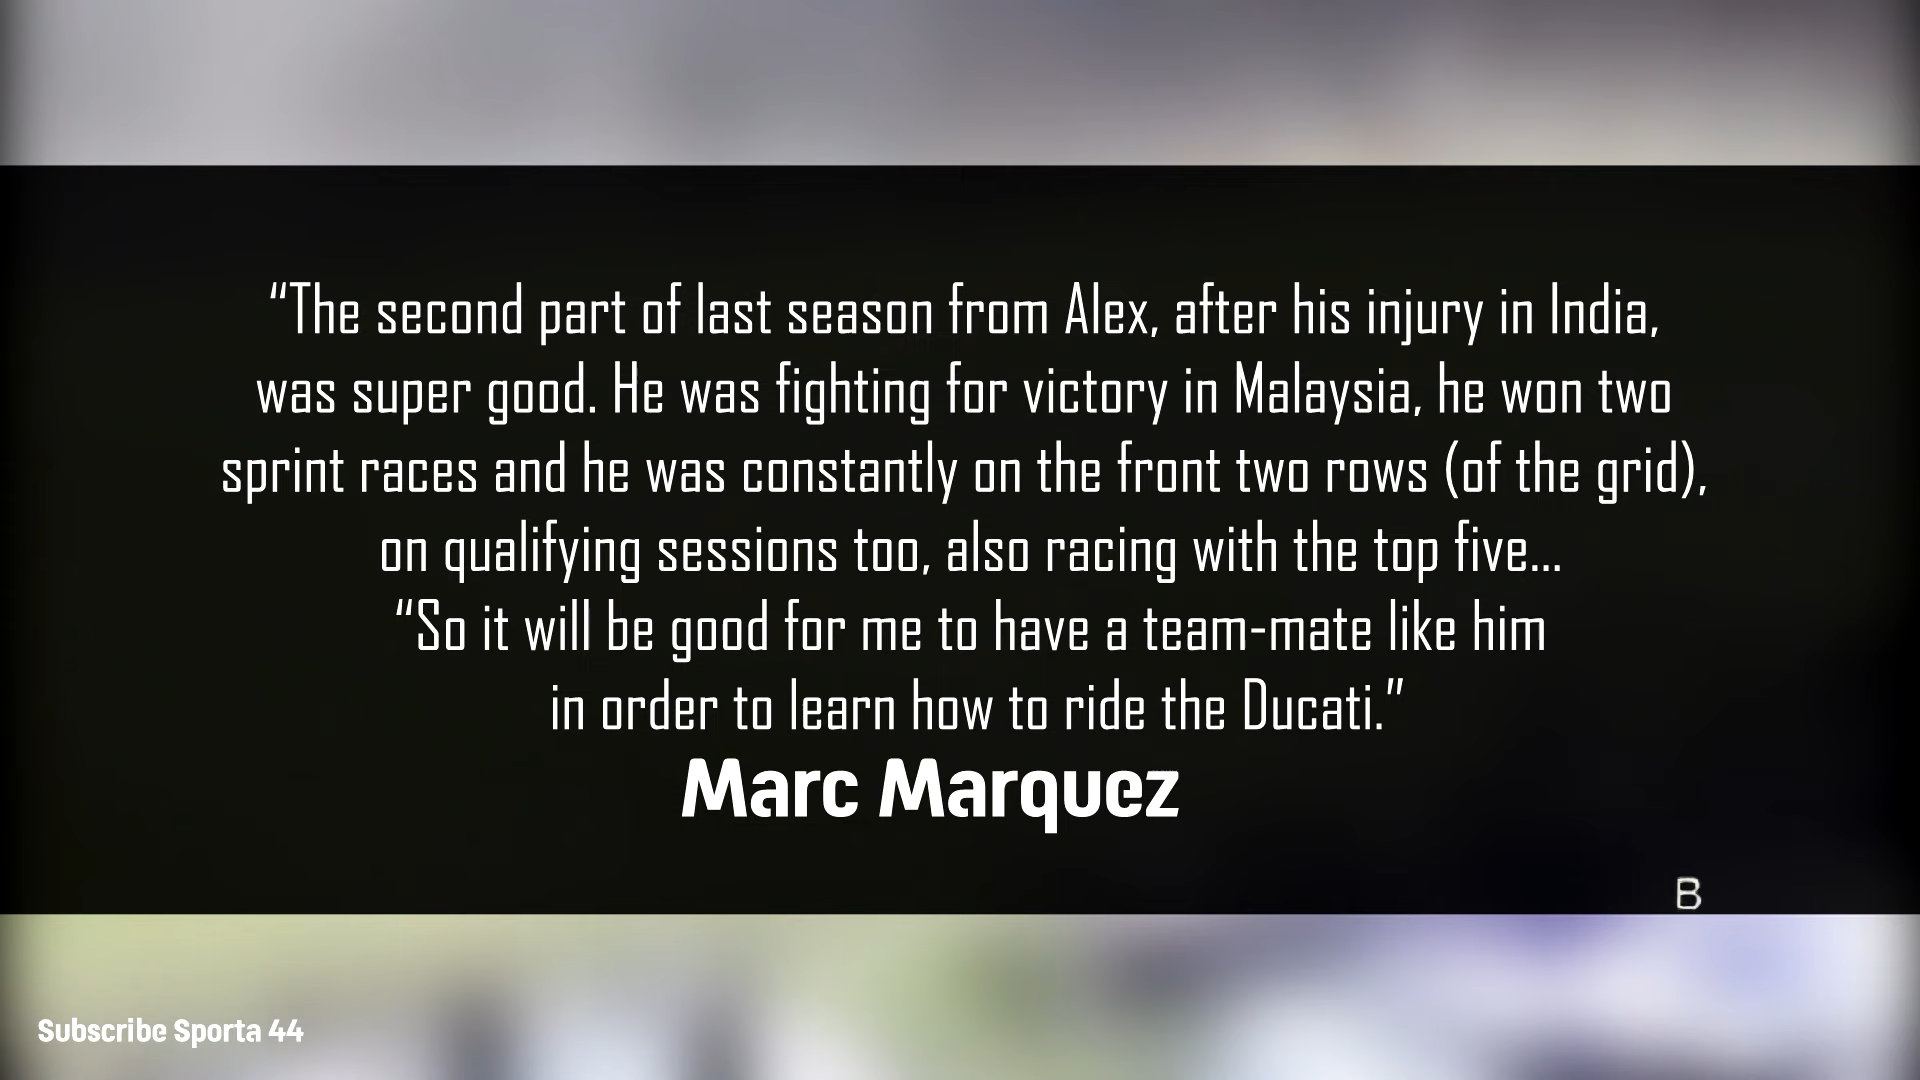 “The second part of last season from Alex, after his injury in India,
was super good. He was fighting for victory in Malaysia, he won two
sprint races and he was constantly on the front two rows (of the grid),
on qualifying sessions too, also racing with the top five...
“So it will be good for me to have a team-mate like him
in order to learn how to ride the Ducati.”
Marc Marquez
B
Subscribe Sporta 44